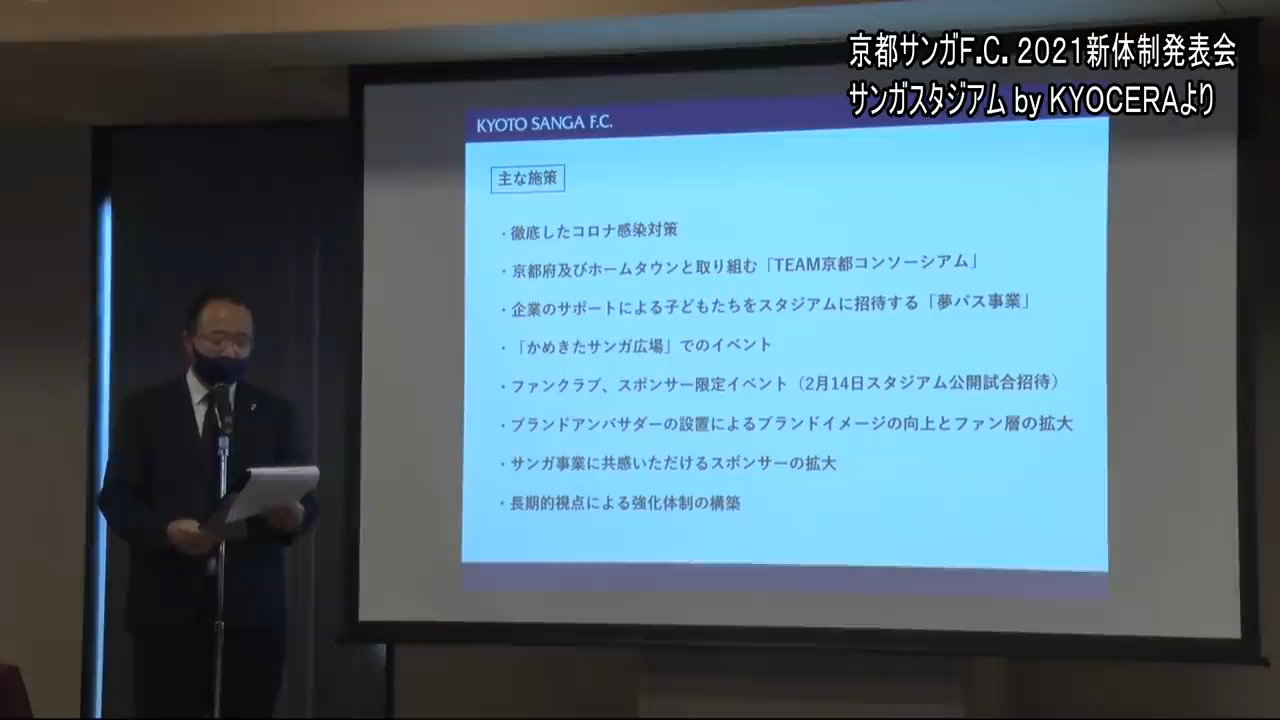 京都サンガF.C. 2021新体制発表会
サンガスタジアム by KYOCERAより
KYOTO SANGA F.C.
主な施策
・徹底したコロナ感染対策
・京都府及びホームタウンと取り組む「TEAM京都コンソーシアム」
・企業のサポートによる子どもたちをスタジアムに招待する「夢パス事業」
・「かめきたサンガ広場」でのイベント
・ファンクラブ、スポンサー限定イベント（2月14日スタジアム公開試合招待）
・ブランドアンバサダーの設置によるブランドイメージの向上とファン層の拡大
・サンガ事業に共感いただけるスポンサーの拡大
・長期的視点による強化体制の構築